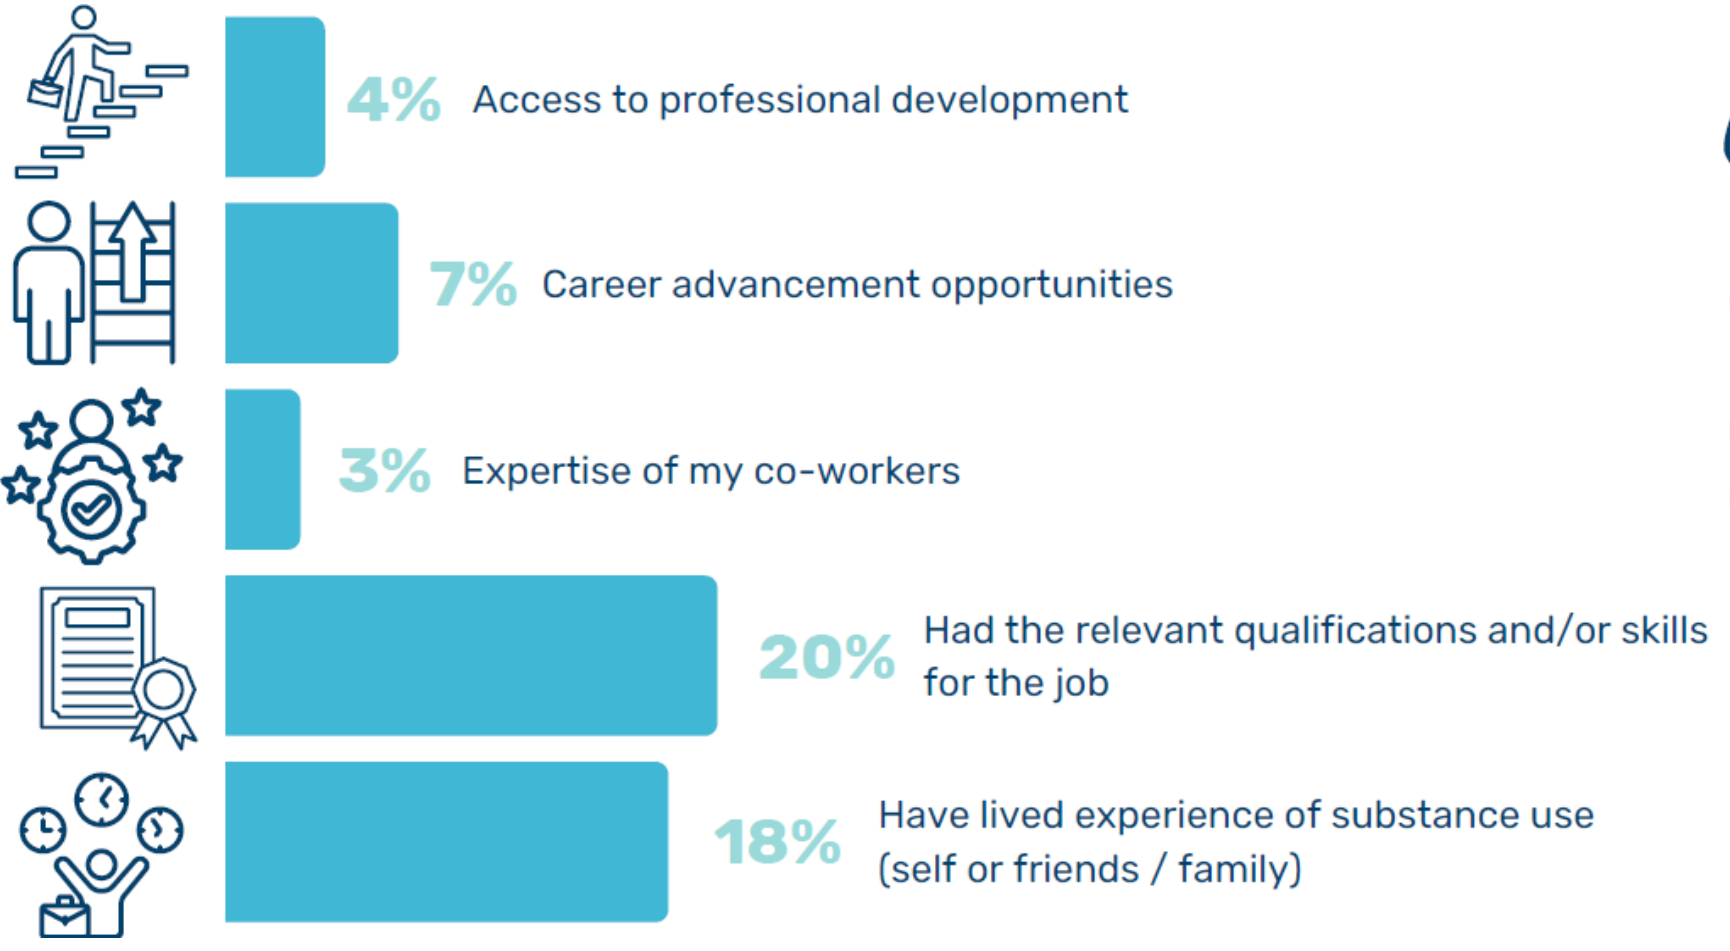 4% Access to professional development
7% Career advancement opportunities
3% Expertise of my co-workers
20% Had the relevant qualifications and/or skills
for the job
18% Have lived experience of substance use
(self or friends / family)